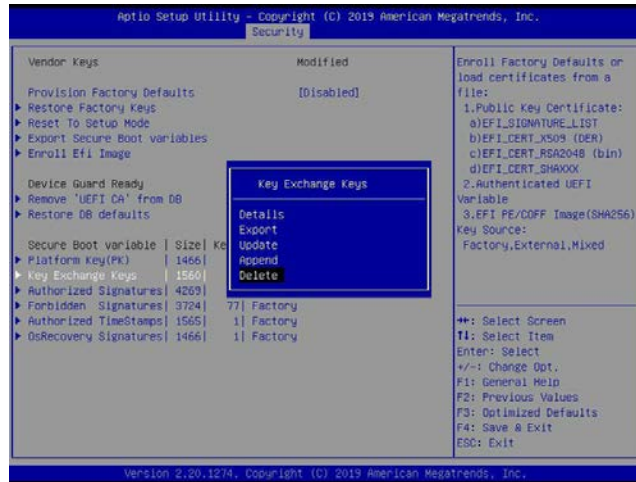 Aptio Setup Utility - Copyright (C) 2019 American Megatrends, Inc.
Security
Vendor Keys Modified
Provision Factory Defaults [Disabled]
Restore Factory Keys
Reset To Setup Mode
Export Secure Boot variables
Enroll Efi Image
Device Guard Ready
Remove 'UEFI CA' from DB
Restore DB defaults
Secure Boot variable | Size| Ke
Platform Key(PK) | 1466|
Key Exchange Keys | 1560|
Authorized Signatures| 4269|
Forbidden Signatures| 3724| 77| Factory
Authorized TimeStamps| 1565| 1| Factory
OsRecovery Signatures| 1466| 1| Factory
Key Exchange Keys
Details
Export
Update
Append
Delete
Enroll Factory Defaults or
load certificates from a
file:
1.Public Key Certificate:
a)EFI_SIGNATURE_LIST
b)EFI_CERT_X509 (DER)
c)EFI_CERT_RSA2048 (bin)
d)EFI_CERT_SHAXXX
2.Authenticated UEFI
Variable
3.EFI PE/COFF Image(SHA256)
Key Source:
Factory,External,Mixed
→←: Select Screen
↑↓: Select Item
Enter: Select
+/-: Change Opt.
F1: General Help
F2: Previous Values
F3: Optimized Defaults
F4: Save & Exit
ESC: Exit
Version 2.20.1274. Copyright (C) 2019 American Megatrends, Inc.